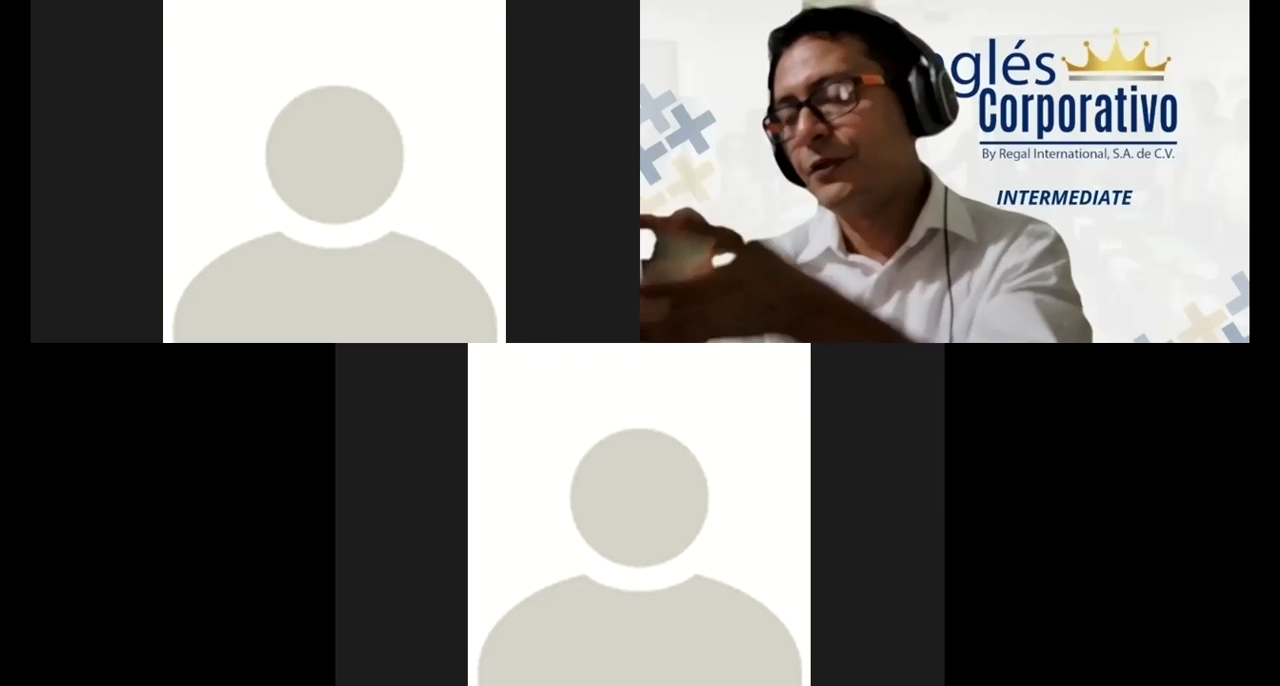 glés
Corporativo
By Regal International, S.A. de C.V.
INTERMEDIATE